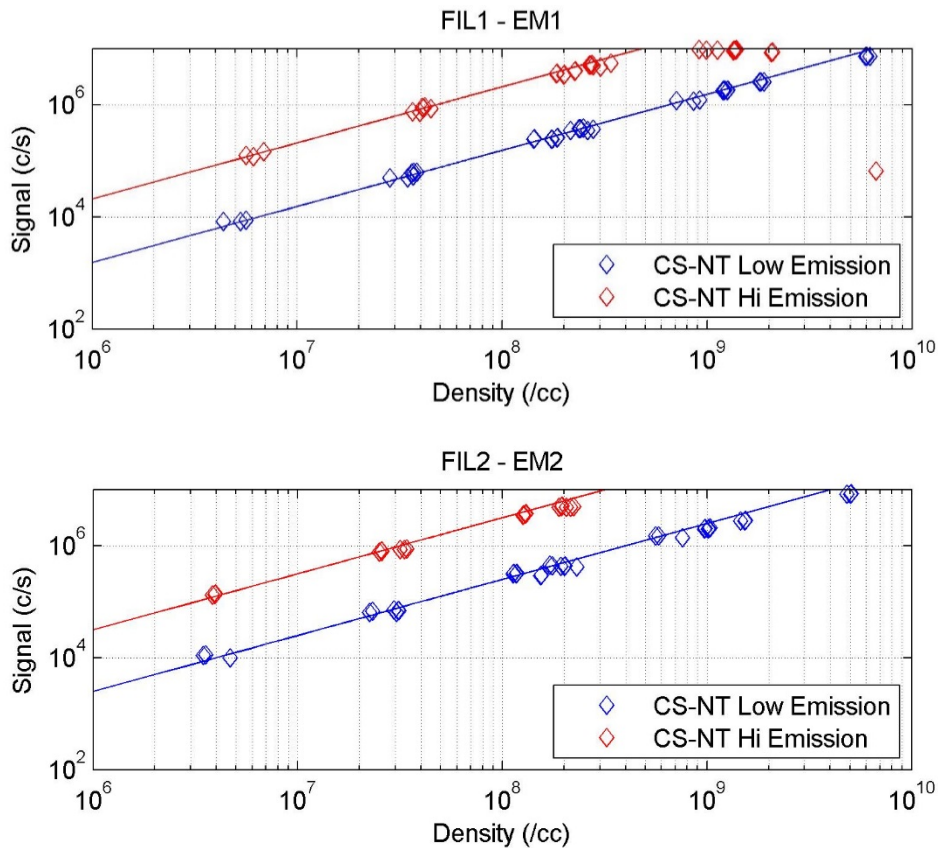 FIL1 - EM1
Signal (c/s)
10^6
10^4
10^2
CS-NT Low Emission
CS-NT Hi Emission
10^6 10^7 10^8 10^9 10^10
Density (/cc)
FIL2 - EM2
Signal (c/s)
10^6
10^4
10^2
CS-NT Low Emission
CS-NT Hi Emission
10^6 10^7 10^8 10^9 10^10
Density (/cc)